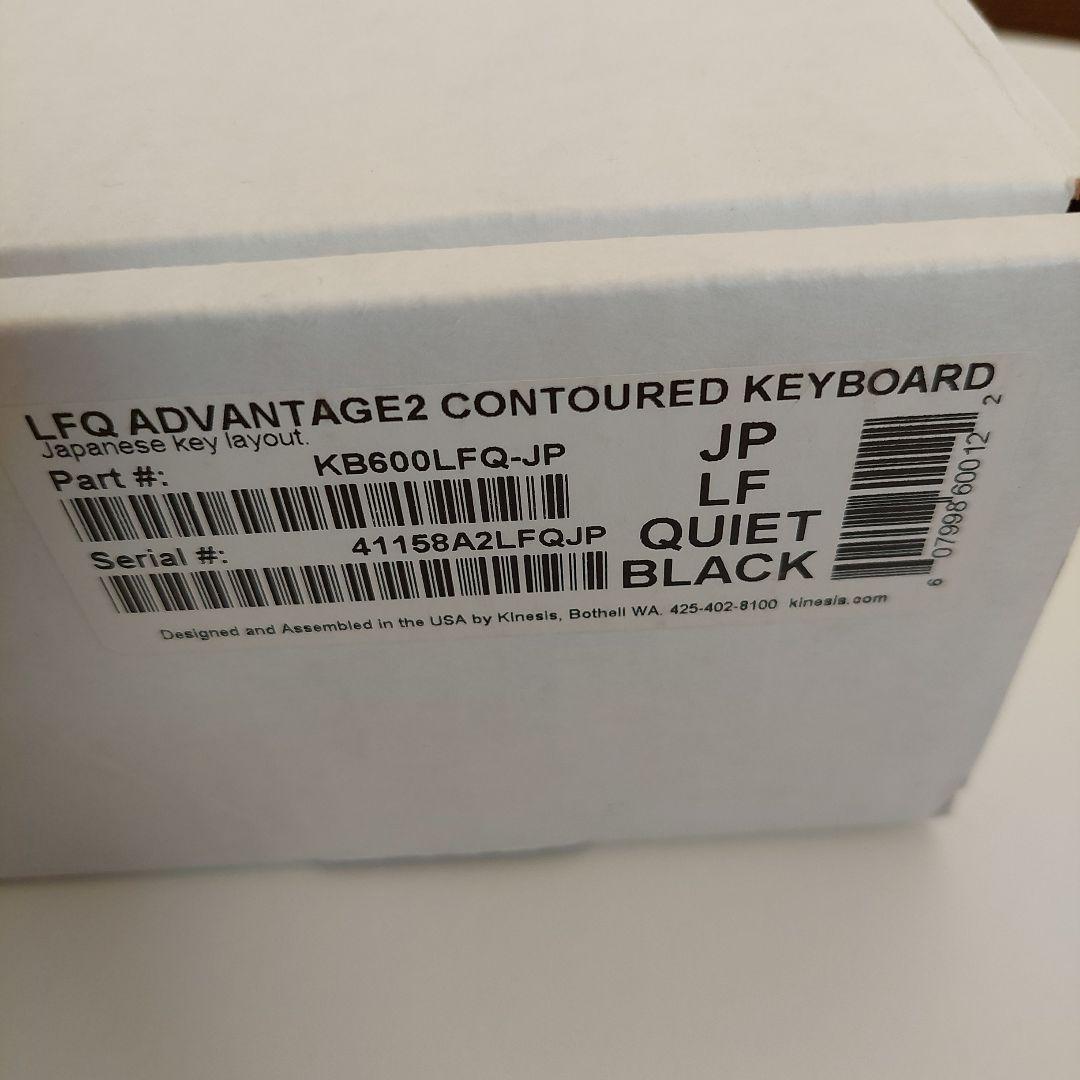 LFQ ADVANTAGE2 CONTOURED KEYBOARD
Japanese key layout.
Part #: KB600LFQ-JP
Serial #: 41158A2LFQJP
JP
LF
QUIET
BLACK
6 07998 60012 2
Designed and Assembled in the USA by Kinesis, Bothell WA. 425-402-8100 kinesis.com